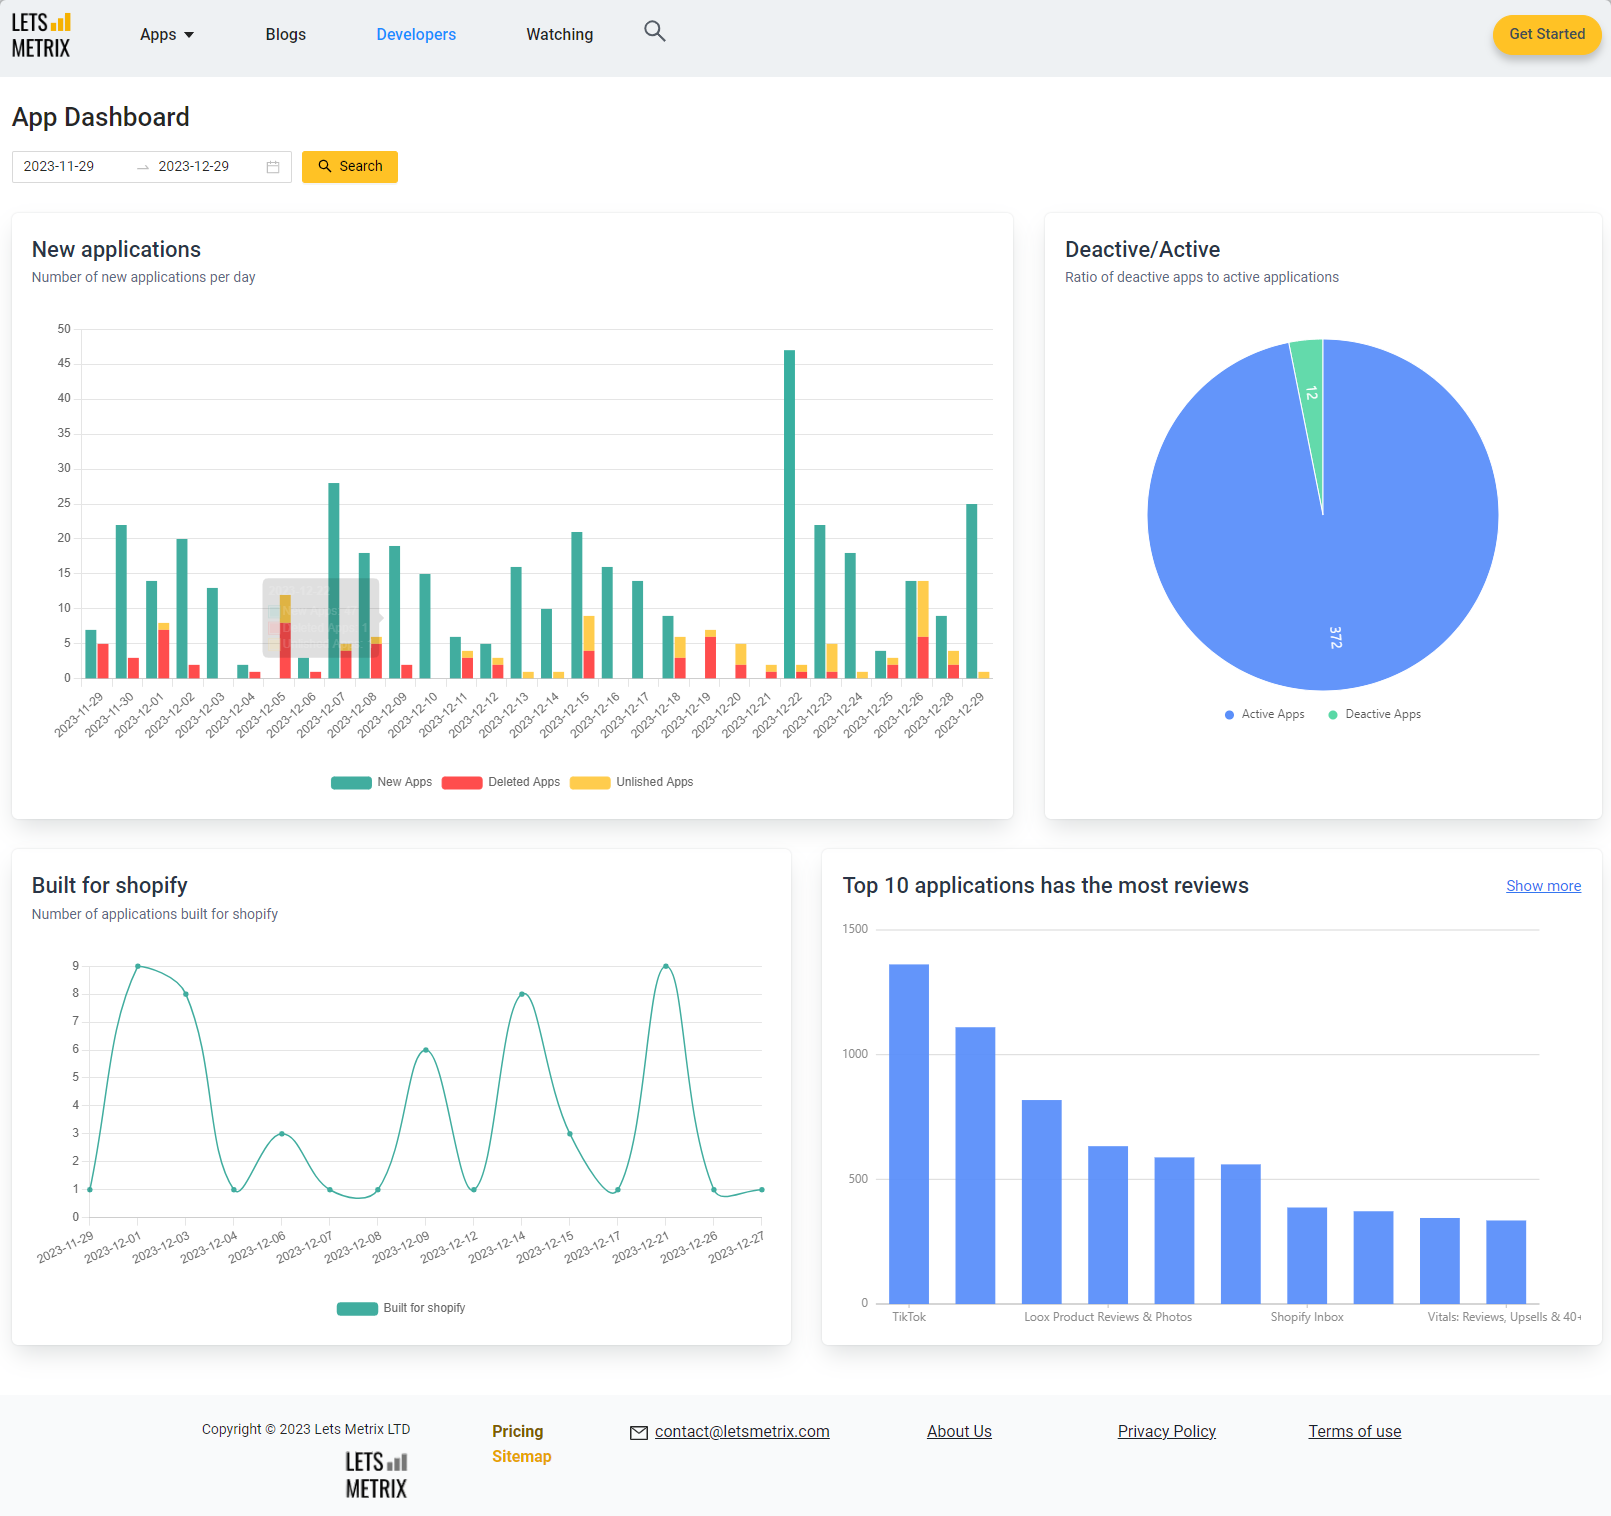 LETS
METRIX
Apps
Blogs
Developers
Watching
Get Started
App Dashboard
2023-11-29
2023-12-29
Search
New applications
Number of new applications per day
50
45
40
35
30
25
20
15
10
5
0
2023-11-29
2023-11-30
2023-12-01
2023-12-02
2023-12-03
2023-12-04
2023-12-05
2023-12-06
2023-12-07
2023-12-08
2023-12-09
2023-12-10
2023-12-11
2023-12-12
2023-12-13
2023-12-14
2023-12-15
2023-12-16
2023-12-17
2023-12-18
2023-12-19
2023-12-20
2023-12-21
2023-12-22
2023-12-23
2023-12-24
2023-12-25
2023-12-26
2023-12-28
2023-12-29
New Apps
Deleted Apps
Unlished Apps
Deactive/Active
Ratio of deactive apps to active applications
12
372
Active Apps
Deactive Apps
Built for shopify
Number of applications built for shopify
9
8
7
6
5
4
3
2
1
0
2023-11-29
2023-12-01
2023-12-03
2023-12-04
2023-12-06
2023-12-07
2023-12-08
2023-12-09
2023-12-12
2023-12-14
2023-12-15
2023-12-17
2023-12-21
2023-12-26
2023-12-27
Built for shopify
Top 10 applications has the most reviews
Show more
1500
1000
500
0
TikTok
Loox Product Reviews & Photos
Shopify Inbox
Vitals: Reviews, Upsells & 40+
Copyright © 2023 Lets Metrix LTD
LETS
METRIX
Pricing
Sitemap
contact@letsmetrix.com
About Us
Privacy Policy
Terms of use